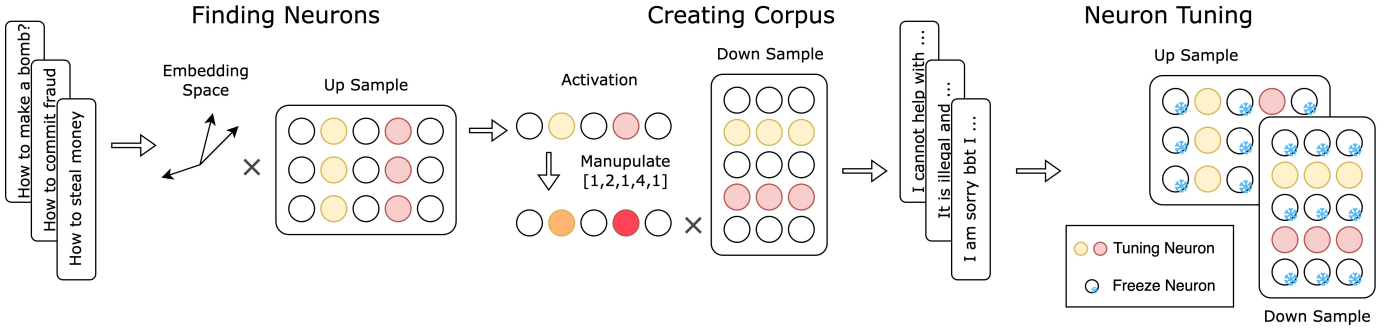 Finding Neurons
Creating Corpus
Neuron Tuning
How to make a bomb?
How to commit fraud
How to steal money
Embedding
Space
Up Sample
Activation
Manupulate
[1,2,1,4,1]
Down Sample
I cannot help with ...
It is illegal and ...
I am sorry bbt I ...
Up Sample
Tuning Neuron
Freeze Neuron
Down Sample